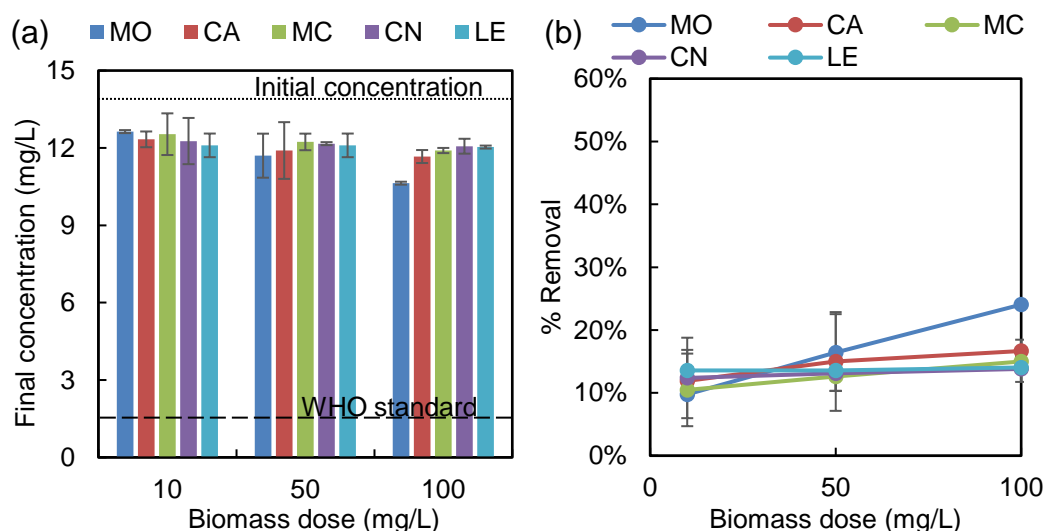 (a)
MO CA MC CN LE
Final concentration (mg/L)
15
12
9
6
3
0
Initial concentration
WHO standard
10 50 100
Biomass dose (mg/L)
(b)
MO CA MC
CN LE
% Removal
60%
50%
40%
30%
20%
10%
0%
0 50 100
Biomass dose (mg/L)